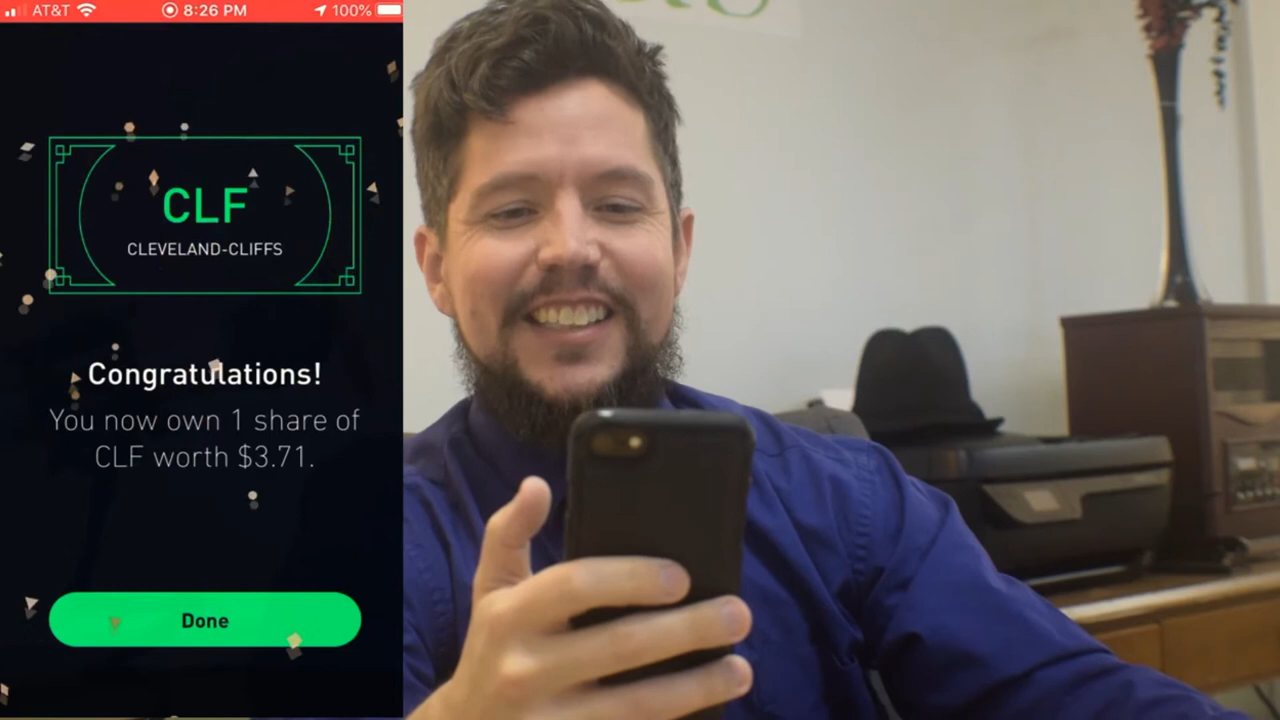 AT&T 8:26 PM 100%
CLF
CLEVELAND-CLIFFS
Congratulations!
You now own 1 share of
CLF worth $3.71.
Done